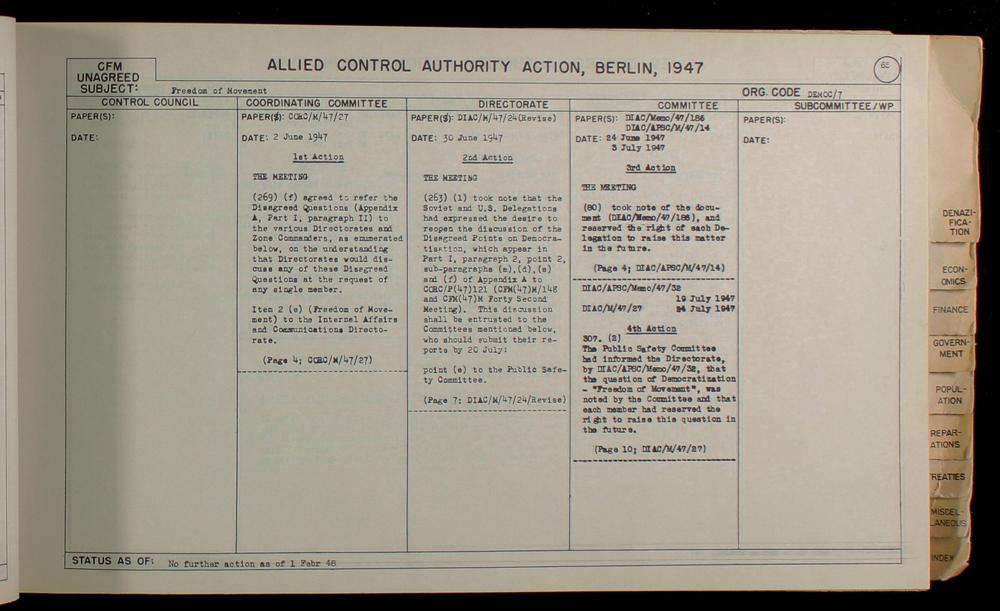 CFM
UNAGREED
SUBJECT: Freedom of Movement
ALLIED CONTROL AUTHORITY ACTION, BERLIN, 1947
65
ORG. CODE DEMOC/7
CONTROL COUNCIL
PAPER(S):
DATE:
COORDINATING COMMITTEE
PAPER(S): CORC/M/47/27
DATE: 2 June 1947
1st Action
THE MEETING
(269) (f) agreed to refer the
Disagreed Questions (Appendix
A, Part I, paragraph II) to
the various Directorates and
Zone Commanders, as enumerated
below, on the understanding
that Directorates would dis-
cuss any of these Disagreed
Questions at the request of
any single member.
Item 2 (e) (Freedom of Move-
ment) to the Internal Affairs
and Communications Directo-
rate.
(Page 4; CORC/M/47/27)
DIRECTORATE
PAPER(S): DIAC/M/47/24(Revise)
DATE: 30 June 1947
2nd Action
THE MEETING
(263) (1) took note that the
Soviet and U.S. Delegations
had expressed the desire to
reopen the discussion of the
Disagreed Points on Democra-
tisation, which appear in
Part I, paragraph 2, point 2,
sub-paragraphs (a),(d),(e)
and (f) of Appendix A to
CORC/P(47)121 (CFM(47)M/148
and CFM(47)M Forty Second
Meeting). This discussion
shall be entrusted to the
Committees mentioned below,
who should submit their re-
ports by 20 July:
point (e) to the Public Safe-
ty Committee.
(Page 7; DIAC/M/47/24/Revise)
COMMITTEE
PAPER(S): DIAC/Memo/47/186
DIAC/APSC/M/47/14
DATE: 24 June 1947
3 July 1947
3rd Action
THE MEETING
(80) took note of the docu-
ment (DIAC/Memo/47/186), and
reserved the right of each De-
legation to raise this matter
in the future.
(Page 4; DIAC/APSC/M/47/14)
DIAC/APSC/Memo/47/32
19 July 1947
DIAC/M/47/27 24 July 1947
4th Action
307. (2)
The Public Safety Committee
had informed the Directorate,
by DIAC/APSC/Memo/47/32, that
the question of Democratization
- "Freedom of Movement", was
noted by the Committee and that
each member had reserved the
right to raise this question in
the future.
(Page 10; DIAC/M/47/27)
SUBCOMMITTEE/WP
PAPER(S):
DATE:
STATUS AS OF: No further action as of 1 Febr 48
DENAZI-
FICA-
TION
ECON-
OMICS
FINANCE
GOVERN-
MENT
POPUL-
ATION
REPAR-
ATIONS
TREATIES
MISCEL-
LANEOUS
INDEX